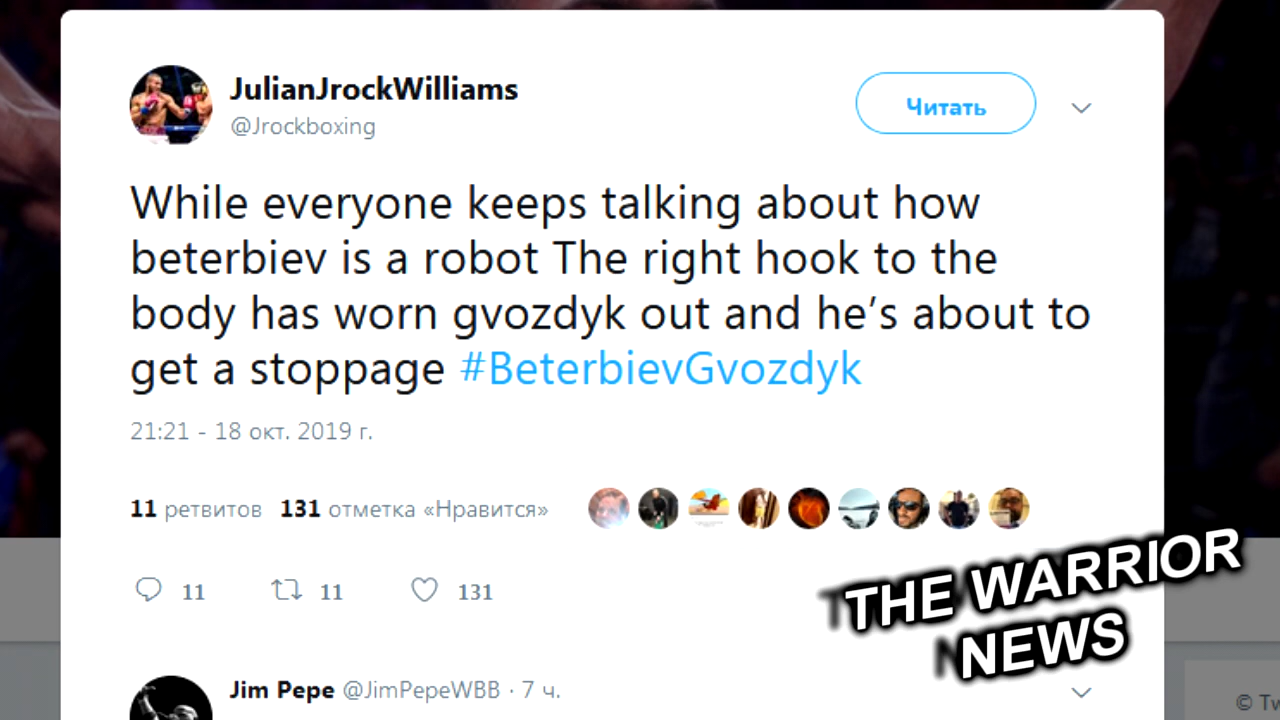 JulianJrockWilliams
@Jrockboxing
Читать
While everyone keeps talking about how
beterbiev is a robot The right hook to the
body has worn gvozdyk out and he’s about to
get a stoppage #BeterbievGvozdyk
21:21 - 18 окт. 2019 г.
11 ретвитов 131 отметка «Нравится»
11 11 131
THE WARRIOR
NEWS
Jim Pepe @JimPepeWBB · 7 ч.
© Tw